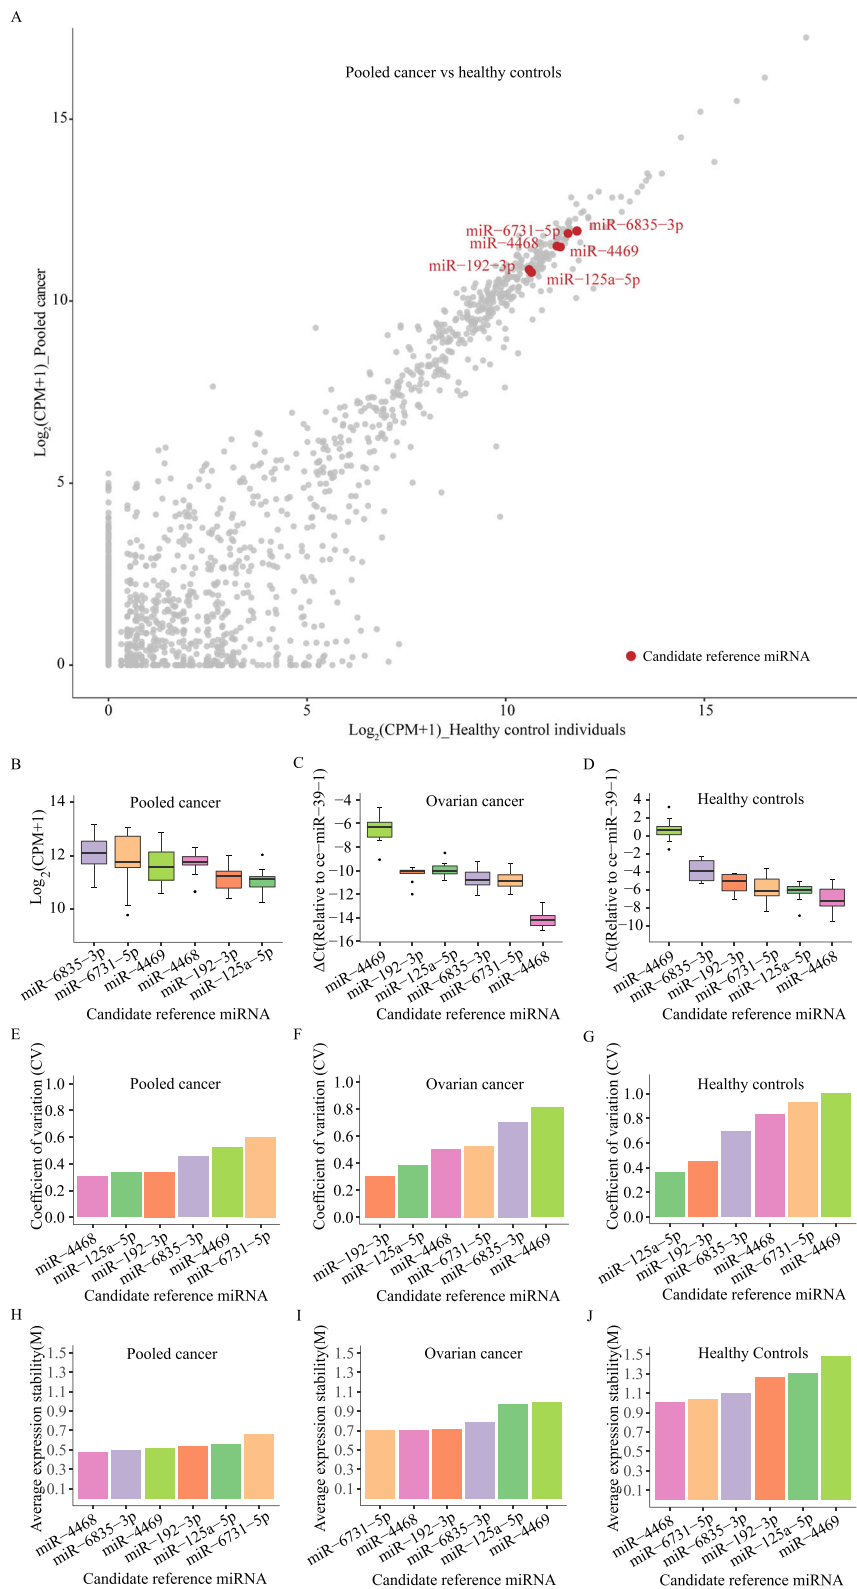 A
Pooled cancer vs healthy controls
Log2(CPM+1)_Pooled cancer
15
10
5
0
miR−6731−5p
miR−6835−3p
miR−4468
miR−4469
miR−192−3p
miR−125a−5p
Candidate reference miRNA
0 5 10 15
Log2(CPM+1)_Healthy control individuals
B
Pooled cancer
Log2(CPM+1)
14
12
10
miR−6835−3p
miR−6731−5p
miR−4469
miR−4468
miR−192−3p
miR−125a−5p
Candidate reference miRNA
C
Ovarian cancer
ΔCt(Relative to ce−miR−39−1)
−4
−6
−8
−10
−12
−14
−16
miR−4469
miR−192−3p
miR−125a−5p
miR−6835−3p
miR−6731−5p
miR−4468
Candidate reference miRNA
D
Healthy controls
ΔCt(Relative to ce−miR−39−1)
4
2
0
−2
−4
−6
−8
−10
miR−4469
miR−6835−3p
miR−192−3p
miR−6731−5p
miR−125a−5p
miR−4468
Candidate reference miRNA
E
Pooled cancer
Coefficient of variation (CV)
1.0
0.8
0.6
0.4
0.2
0.0
miR−4468
miR−125a−5p
miR−192−3p
miR−6835−3p
miR−4469
miR−6731−5p
Candidate reference miRNA
F
Ovarian cancer
Coefficient of variation (CV)
1.0
0.8
0.6
0.4
0.2
0.0
miR−192−3p
miR−125a−5p
miR−4468
miR−6731−5p
miR−6835−3p
miR−4469
Candidate reference miRNA
G
Healthy controls
Coefficient of variation (CV)
1.0
0.8
0.6
0.4
0.2
0.0
miR−125a−5p
miR−192−3p
miR−6835−3p
miR−4468
miR−6731−5p
miR−4469
Candidate reference miRNA
H
Pooled cancer
Average expression stability(M)
1.5
1.3
1.1
0.9
0.7
0.5
0.3
0.1
miR−4468
miR−6835−3p
miR−4469
miR−192−3p
miR−125a−5p
miR−6731−5p
Candidate reference miRNA
I
Ovarian cancer
Average expression stability(M)
1.5
1.3
1.1
0.9
0.7
0.5
0.3
0.1
miR−6731−5p
miR−4468
miR−192−3p
miR−6835−3p
miR−125a−5p
miR−4469
Candidate reference miRNA
J
Healthy Controls
Average expression stability(M)
1.5
1.3
1.1
0.9
0.7
0.5
0.3
0.1
miR−4468
miR−6731−5p
miR−6835−3p
miR−192−3p
miR−125a−5p
miR−4469
Candidate reference miRNA